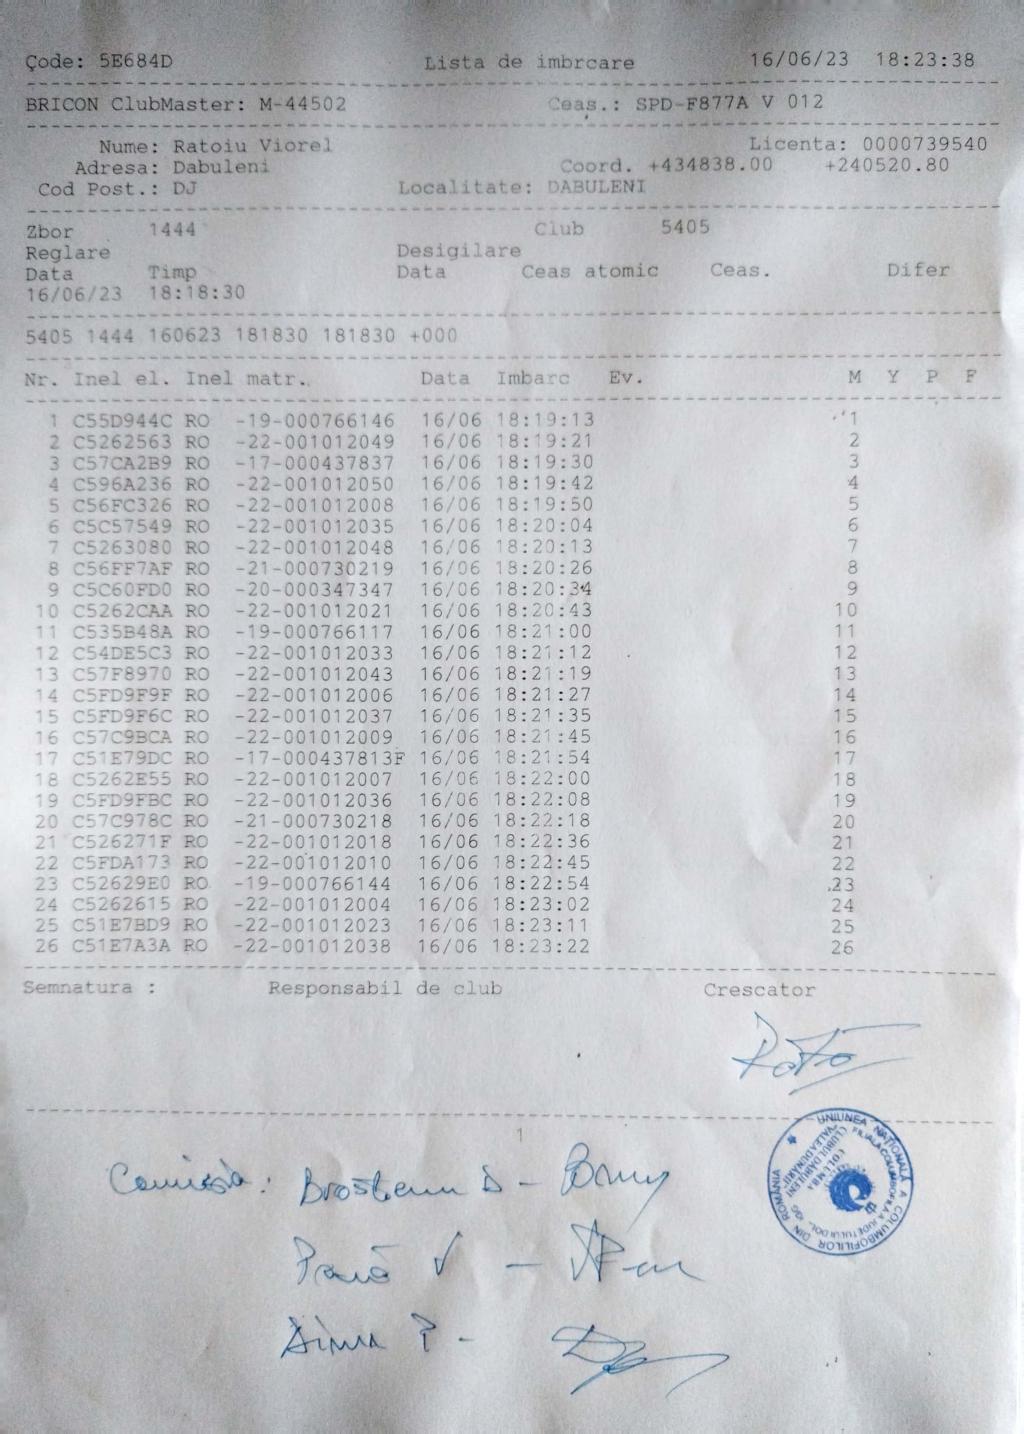 Code: 5E684D Lista de imbrcare 16/06/23 18:23:38
BRICON ClubMaster: M-44502 Ceas.: SPD-F877A V 012
Nume: Ratoiu Viorel Licenta: 0000739540
Adresa: Dabuleni Coord. +434838.00 +240520.80
Cod Post.: DJ Localitate: DABULENI
Zbor 1444 Club 5405
Reglare Desigilare
Data Timp Data Ceas atomic Ceas. Difer
16/06/23 18:18:30
5405 1444 160623 181830 181830 +000
Nr. Inel el. Inel matr. Data Imbarc Ev. M Y P F
1 C55D944C RO -19-000766146 16/06 18:19:13 1
2 C5262563 RO -22-001012049 16/06 18:19:21 2
3 C57CA2B9 RO -17-000437837 16/06 18:19:30 3
4 C596A236 RO -22-001012050 16/06 18:19:42 4
5 C56FC326 RO -22-001012008 16/06 18:19:50 5
6 C5C57549 RO -22-001012035 16/06 18:20:04 6
7 C5263080 RO -22-001012048 16/06 18:20:13 7
8 C56FF7AF RO -21-000730219 16/06 18:20:26 8
9 C5C60FD0 RO -20-000347347 16/06 18:20:34 9
10 C5262CAA RO -22-001012021 16/06 18:20:43 10
11 C535B48A RO -19-000766117 16/06 18:21:00 11
12 C54DE5C3 RO -22-001012033 16/06 18:21:12 12
13 C57F8970 RO -22-001012043 16/06 18:21:19 13
14 C5FD9F9F RO -22-001012006 16/06 18:21:27 14
15 C5FD9F6C RO -22-001012037 16/06 18:21:35 15
16 C57C9BCA RO -22-001012009 16/06 18:21:45 16
17 C51E79DC RO -17-000437813F 16/06 18:21:54 17
18 C5262E55 RO -22-001012007 16/06 18:22:00 18
19 C5FD9FBC RO -22-001012036 16/06 18:22:08 19
20 C57C978C RO -21-000730218 16/06 18:22:18 20
21 C526271F RO -22-001012018 16/06 18:22:36 21
22 C5FDA173 RO -22-001012010 16/06 18:22:45 22
23 C52629E0 RO -19-000766144 16/06 18:22:54 23
24 C5262615 RO -22-001012004 16/06 18:23:02 24
25 C51E7BD9 RO -22-001012023 16/06 18:23:11 25
26 C51E7A3A RO -22-001012038 16/06 18:23:22 26
Semnatura : Responsabil de club Crescator
1
UNIUNEA NAȚIONALĂ A COLUMBOFILILOR DIN ROMÂNIA
Comisia:
Pană V -